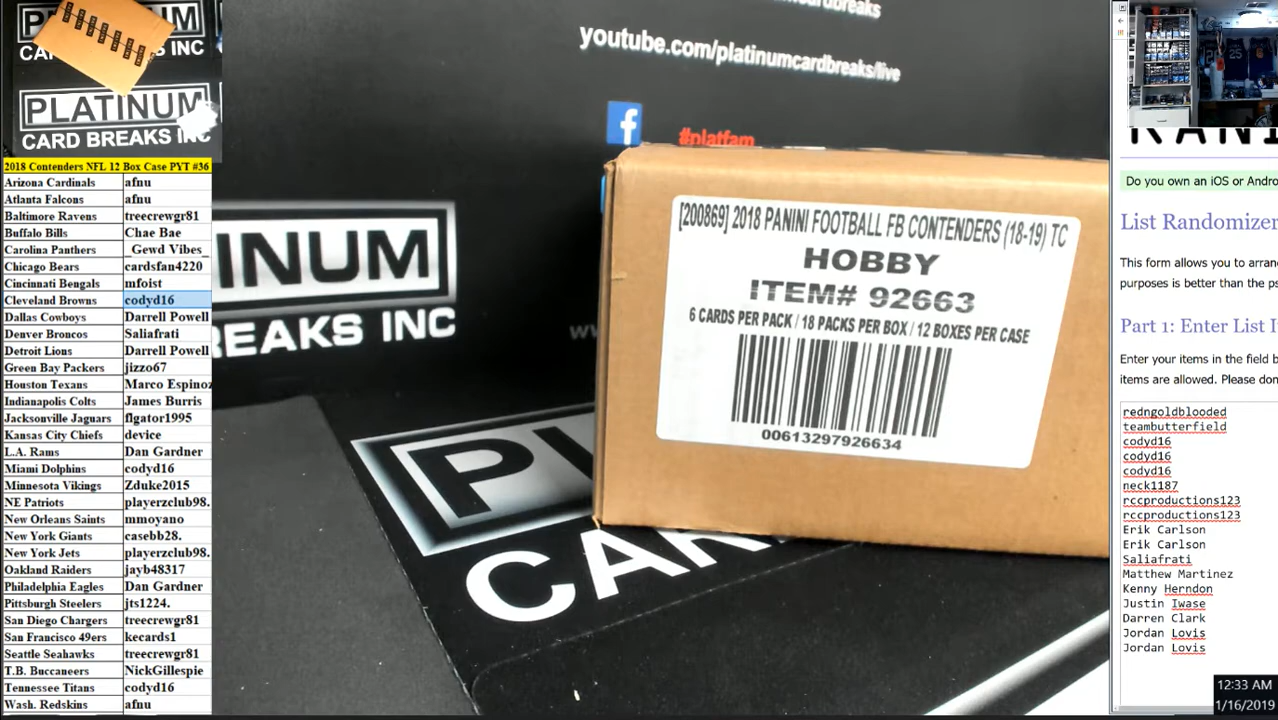 PLATINUM
CARD BREAKS INC
PLATINUM
CARD BREAKS INC
2018 Contenders NFL 12 Box Case PYT #36
Arizona Cardinals afnu
Atlanta Falcons afnu
Baltimore Ravens treecrewgr81
Buffalo Bills Chae Bae
Carolina Panthers _Gewd Vibes_
Chicago Bears cardsfan4220
Cincinnati Bengals mfoist
Cleveland Browns codyd16
Dallas Cowboys Darrell Powell
Denver Broncos Saliafrati
Detroit Lions Darrell Powell
Green Bay Packers jizzo67
Houston Texans Marco Espinoz
Indianapolis Colts James Burris
Jacksonville Jaguars flgator1995
Kansas City Chiefs device
L.A. Rams Dan Gardner
Miami Dolphins codyd16
Minnesota Vikings Zduke2015
NE Patriots playerzclub98.
New Orleans Saints mmoyano
New York Giants casebb28.
New York Jets playerzclub98.
Oakland Raiders jayb48317
Philadelphia Eagles Dan Gardner
Pittsburgh Steelers jts1224.
San Diego Chargers treecrewgr81
San Francisco 49ers kecards1
Seattle Seahawks treecrewgr81
T.B. Buccaneers NickGillespie
Tennessee Titans codyd16
Wash. Redskins afnu
youtube.com/platinumcardbreaks/live
f
#platfam
INUM
REAKS INC
[200869] 2018 PANINI FOOTBALL FB CONTENDERS (18-19) TC
HOBBY
ITEM# 92663
6 CARDS PER PACK / 18 PACKS PER BOX / 12 BOXES PER CASE
00613297926634
Do you own an iOS or Andro
List Randomizer
This form allows you to arran
purposes is better than the ps
Part 1: Enter List I
Enter your items in the field b
items are allowed. Please don
redngoldblooded
teambutterfield
codyd16
codyd16
codyd16
neck1187
rccproductions123
rccproductions123
Erik Carlson
Erik Carlson
Saliafrati
Matthew Martinez
Kenny Herndon
Justin Iwase
Darren Clark
Jordan Lovis
Jordan Lovis
12:33 AM
1/16/2019